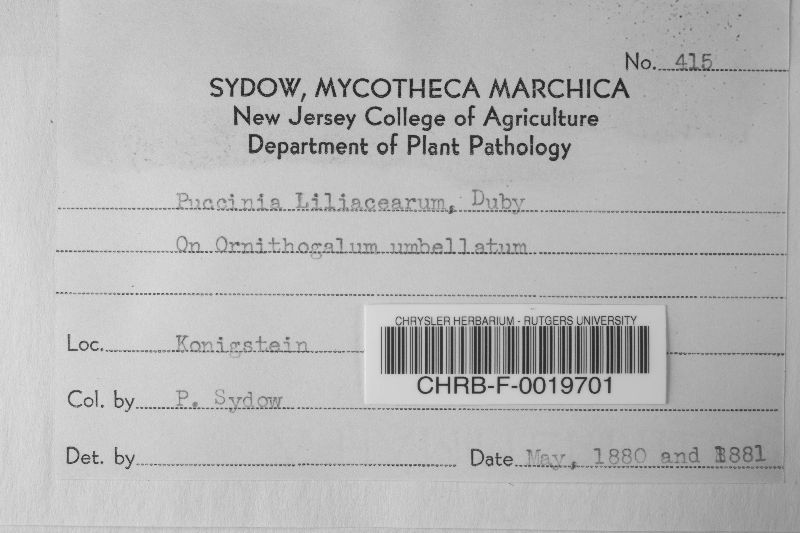 No. 415
SYDOW, MYCOTHECA MARCHICA
New Jersey College of Agriculture
Department of Plant Pathology
Puccinia Liliacearum, Duby
On Ornithogalum umbellatum
Loc. Konigstein
CHRYSLER HERBARIUM - RUTGERS UNIVERSITY
CHRB-F-0019701
Col. by P. Sydow
Det. by
Date May, 1880 and 1881